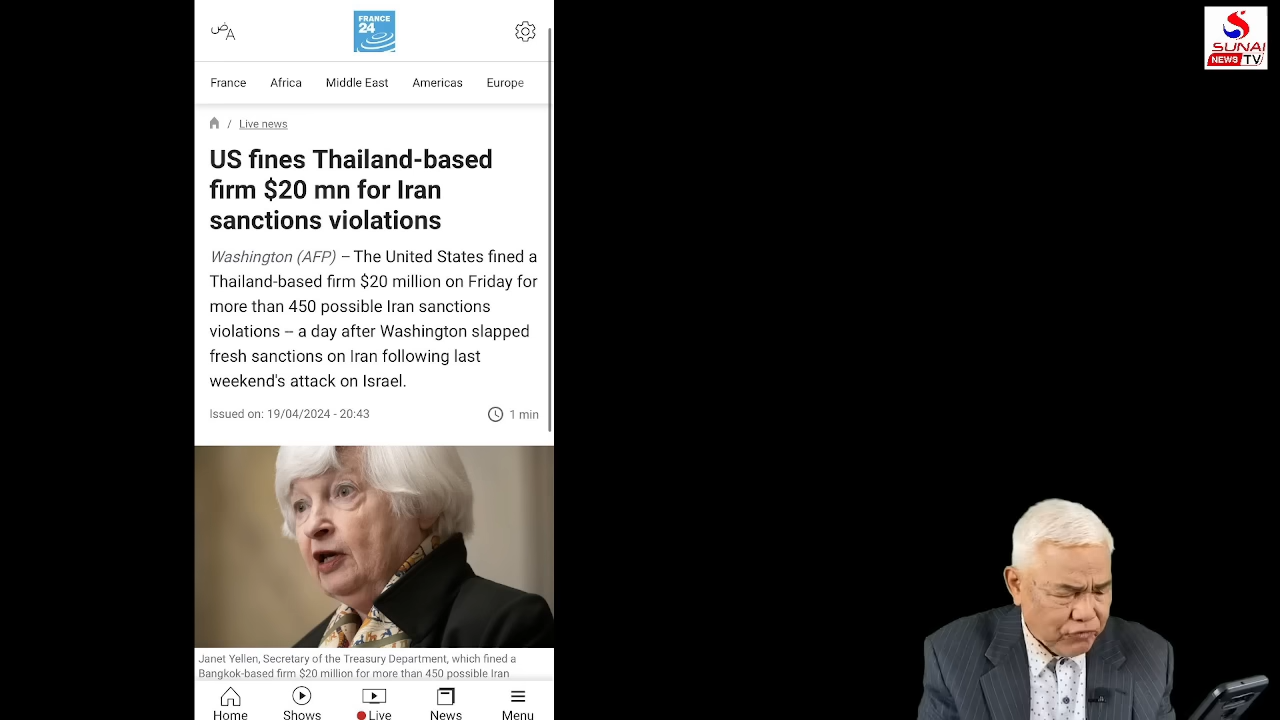 ضA
FRANCE
24
France Africa Middle East Americas Europe
/ Live news
US fines Thailand-based
firm $20 mn for Iran
sanctions violations
Washington (AFP) – The United States fined a
Thailand-based firm $20 million on Friday for
more than 450 possible Iran sanctions
violations -- a day after Washington slapped
fresh sanctions on Iran following last
weekend's attack on Israel.
Issued on: 19/04/2024 - 20:43 1 min
Janet Yellen, Secretary of the Treasury Department, which fined a
Bangkok-based firm $20 million for more than 450 possible Iran
Home Shows Live News Menu
SUNAI
NEWS TV